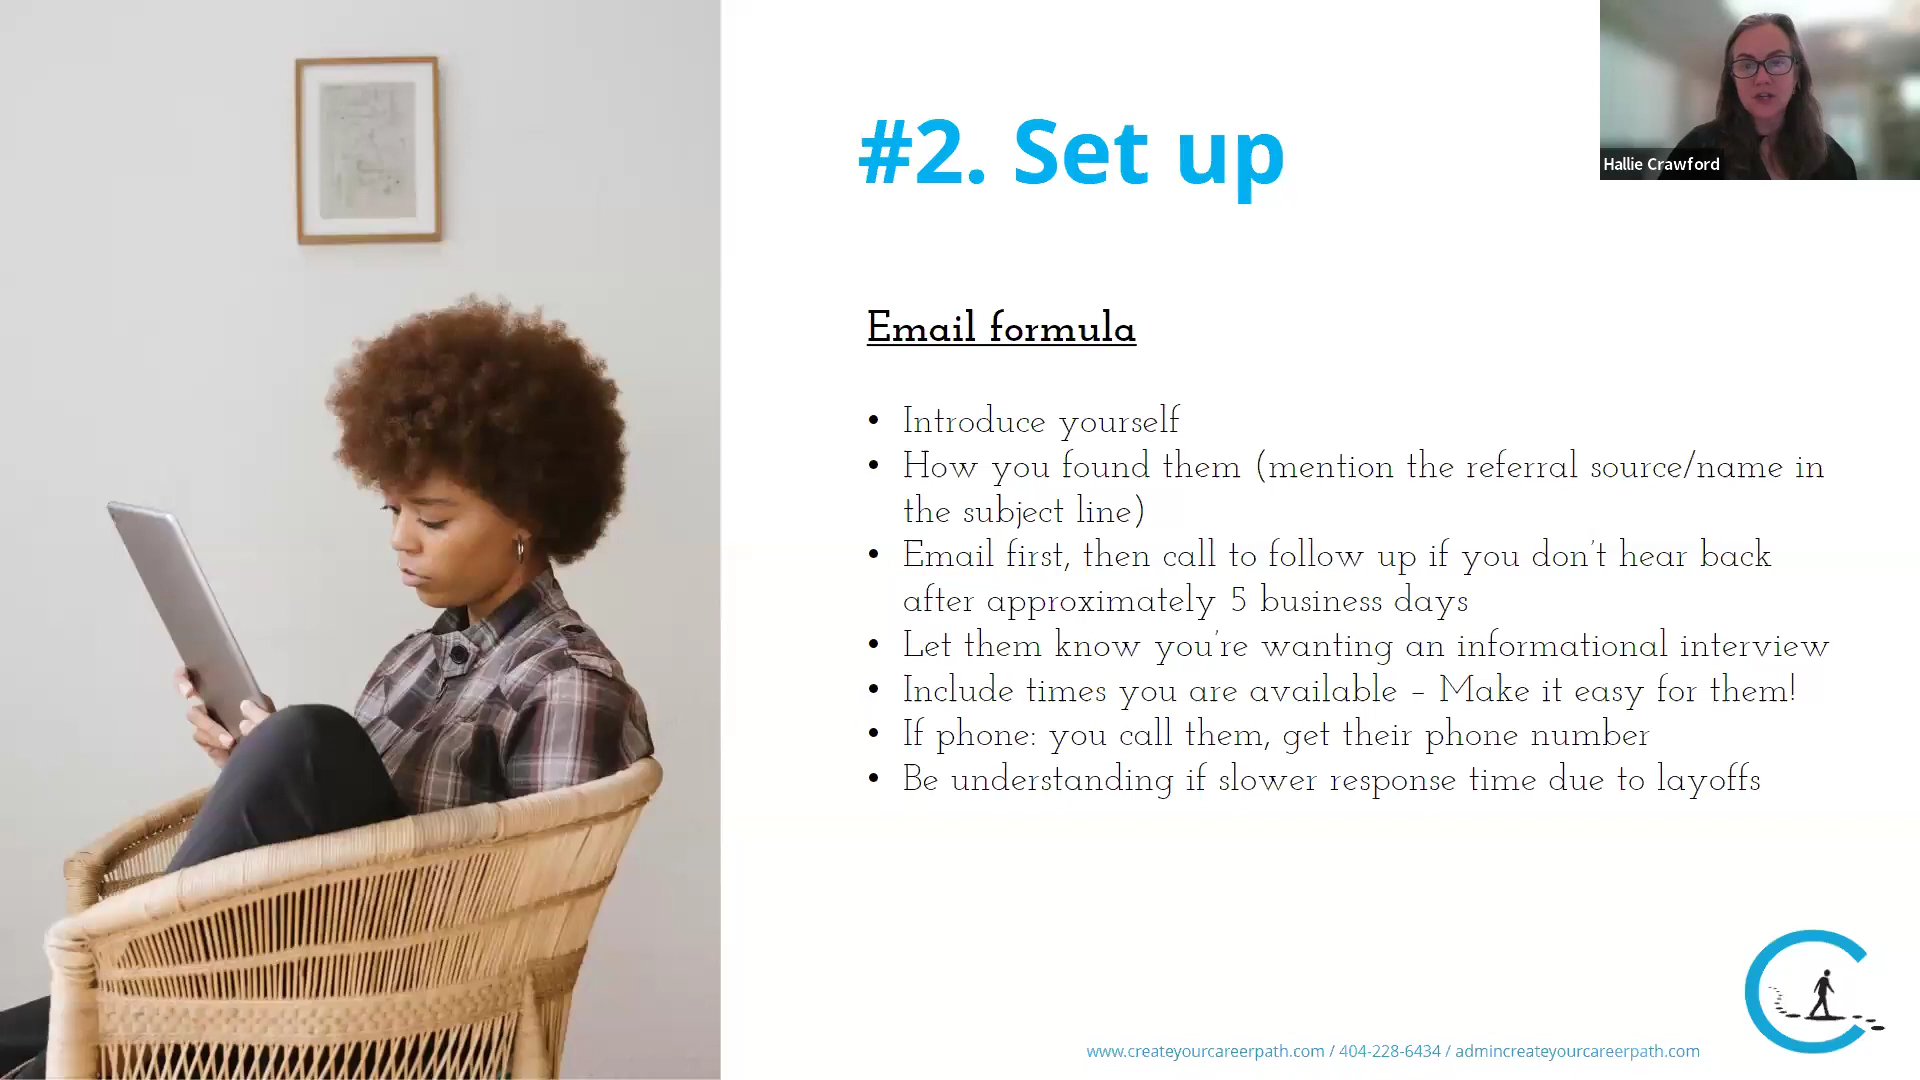 #2. Set up
Hallie Crawford
Email formula
• Introduce yourself
• How you found them (mention the referral source/name in
the subject line)
• Email first, then call to follow up if you don't hear back
after approximately 5 business days
• Let them know you're wanting an informational interview
• Include times you are available – Make it easy for them!
• If phone: you call them, get their phone number
• Be understanding if slower response time due to layoffs
www.createyourcareerpath.com / 404-228-6434 / admincreateyourcareerpath.com